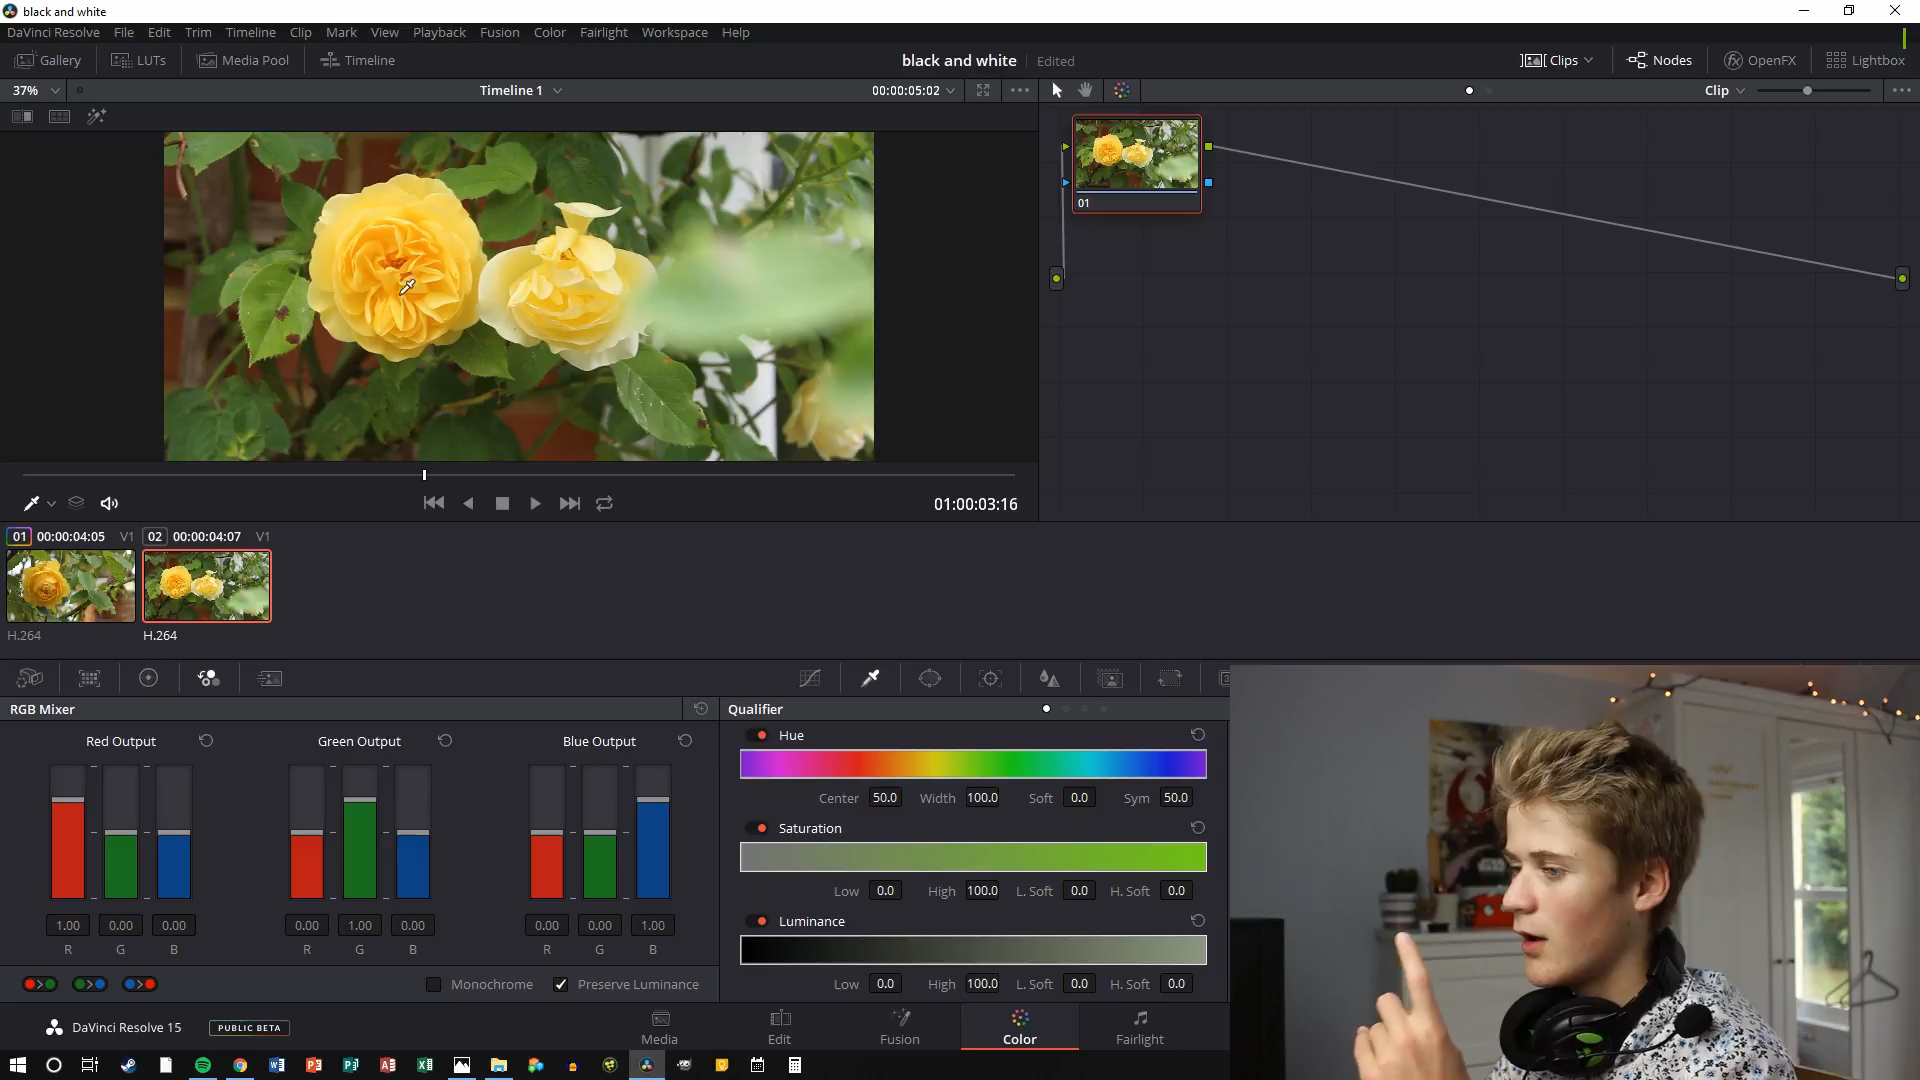 black and white
DaVinci Resolve File Edit Trim Timeline Clip Mark View Playback Fusion Color Fairlight Workspace Help
Gallery LUTs Media Pool Timeline black and white Edited Clips Nodes OpenFX Lightbox
37% Timeline 1 00:00:05:02 Clip
01
01:00:03:16
01 00:00:04:05 V1 02 00:00:04:07 V1
H.264 H.264
RGB Mixer Qualifier
Red Output Green Output Blue Output
Hue
Center 50.0 Width 100.0 Soft 0.0 Sym 50.0
Saturation
Low 0.0 High 100.0 L. Soft 0.0 H. Soft 0.0
Luminance
1.00 0.00 0.00 0.00 1.00 0.00 0.00 0.00 1.00
R G B R G B R G B
Monochrome Preserve Luminance
Low 0.0 High 100.0 L. Soft 0.0 H. Soft 0.0
DaVinci Resolve 15 PUBLIC BETA
Media Edit Fusion Color Fairlight